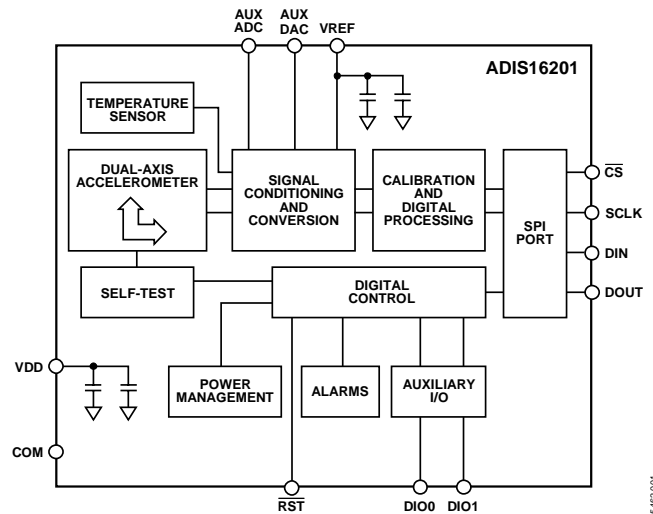 AUX
ADC
AUX
DAC
VREF
ADIS16201
TEMPERATURE
SENSOR
DUAL-AXIS
ACCELEROMETER
SIGNAL
CONDITIONING
AND
CONVERSION
CALIBRATION
AND
DIGITAL
PROCESSING
SPI
PORT
CS
SCLK
DIN
DOUT
SELF-TEST
DIGITAL
CONTROL
VDD
POWER
MANAGEMENT
ALARMS
AUXILIARY
I/O
COM
RST
DIO0
DIO1